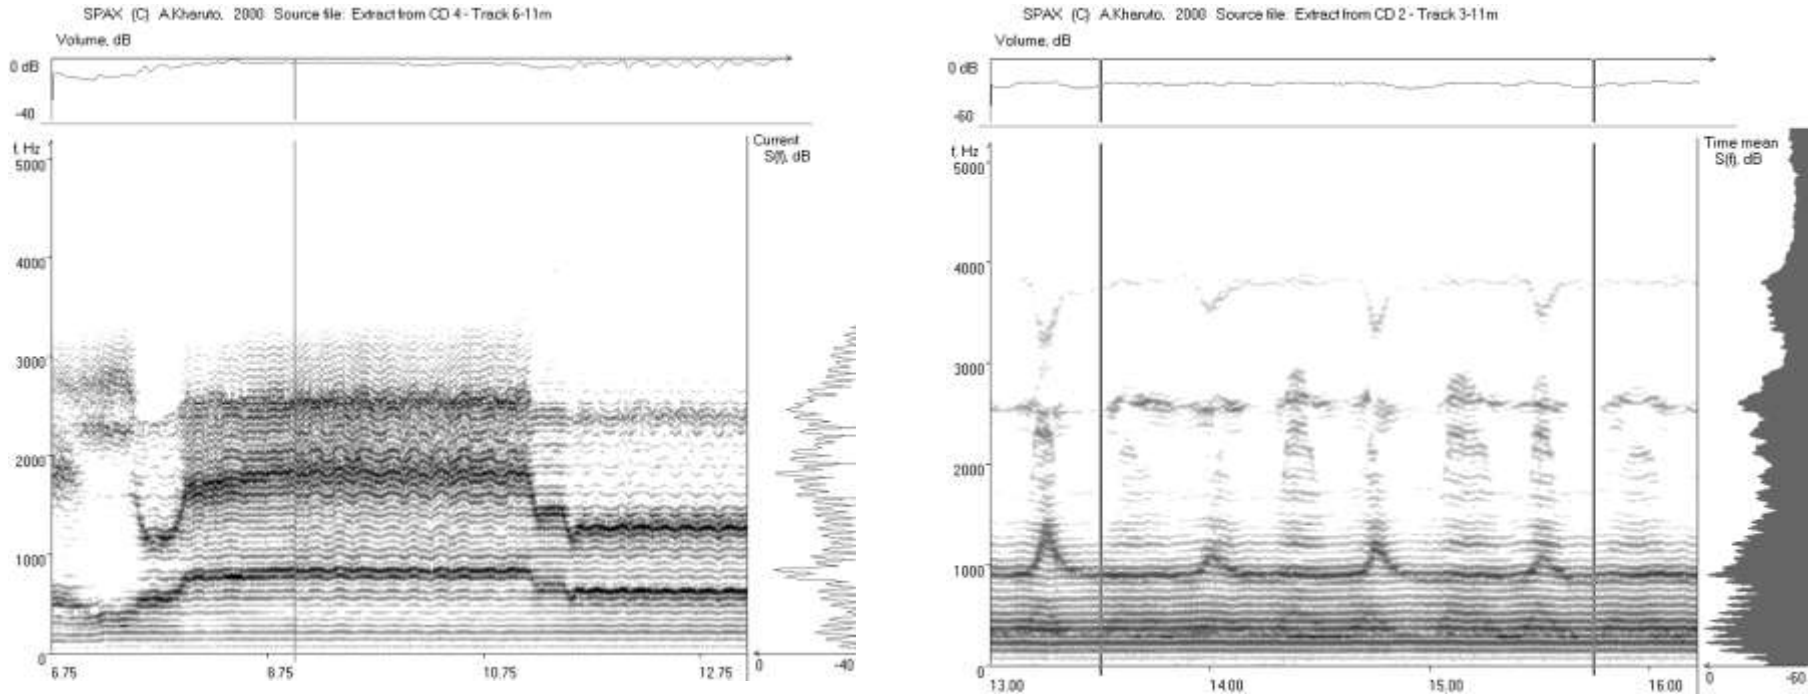 SPAX (C) A.Kharuto, 2000 Source file: Extract from CD 4 - Track 6-11m
Volume, dB
0 dB
-40
f, Hz
5000
4000
3000
2000
1000
0
6.75
8.75
10.75
12.75
Current
S(f), dB
0
-40
SPAX (C) A.Kharuto, 2000 Source file: Extract from CD 2 - Track 3-11m
Volume, dB
0 dB
-60
f, Hz
5000
4000
3000
2000
1000
0
13.00
14.00
15.00
16.00
Time mean
S(f), dB
0
-60